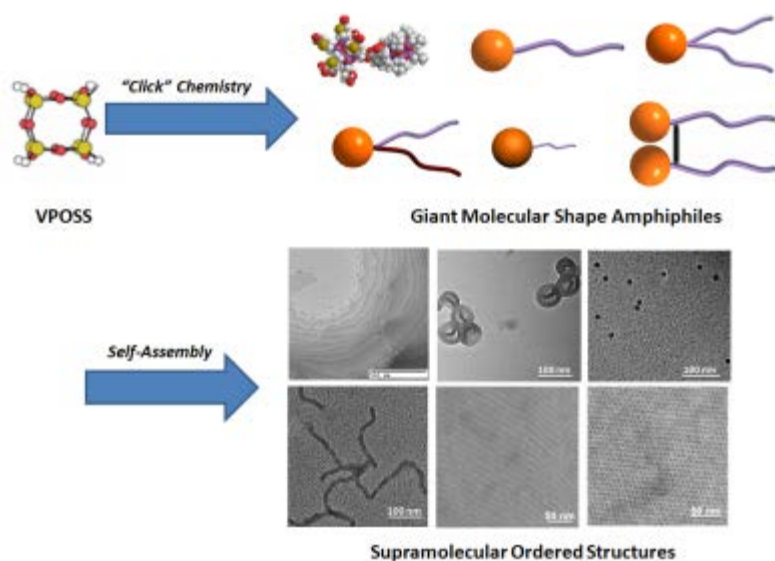 "Click" Chemistry
VPOSS
Giant Molecular Shape Amphiphiles
Self-Assembly
100 nm
100 nm
100 nm
50 nm
50 nm
Supramolecular Ordered Structures